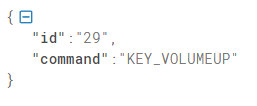 {
"id":"29",
"command":"KEY_VOLUMEUP"
}